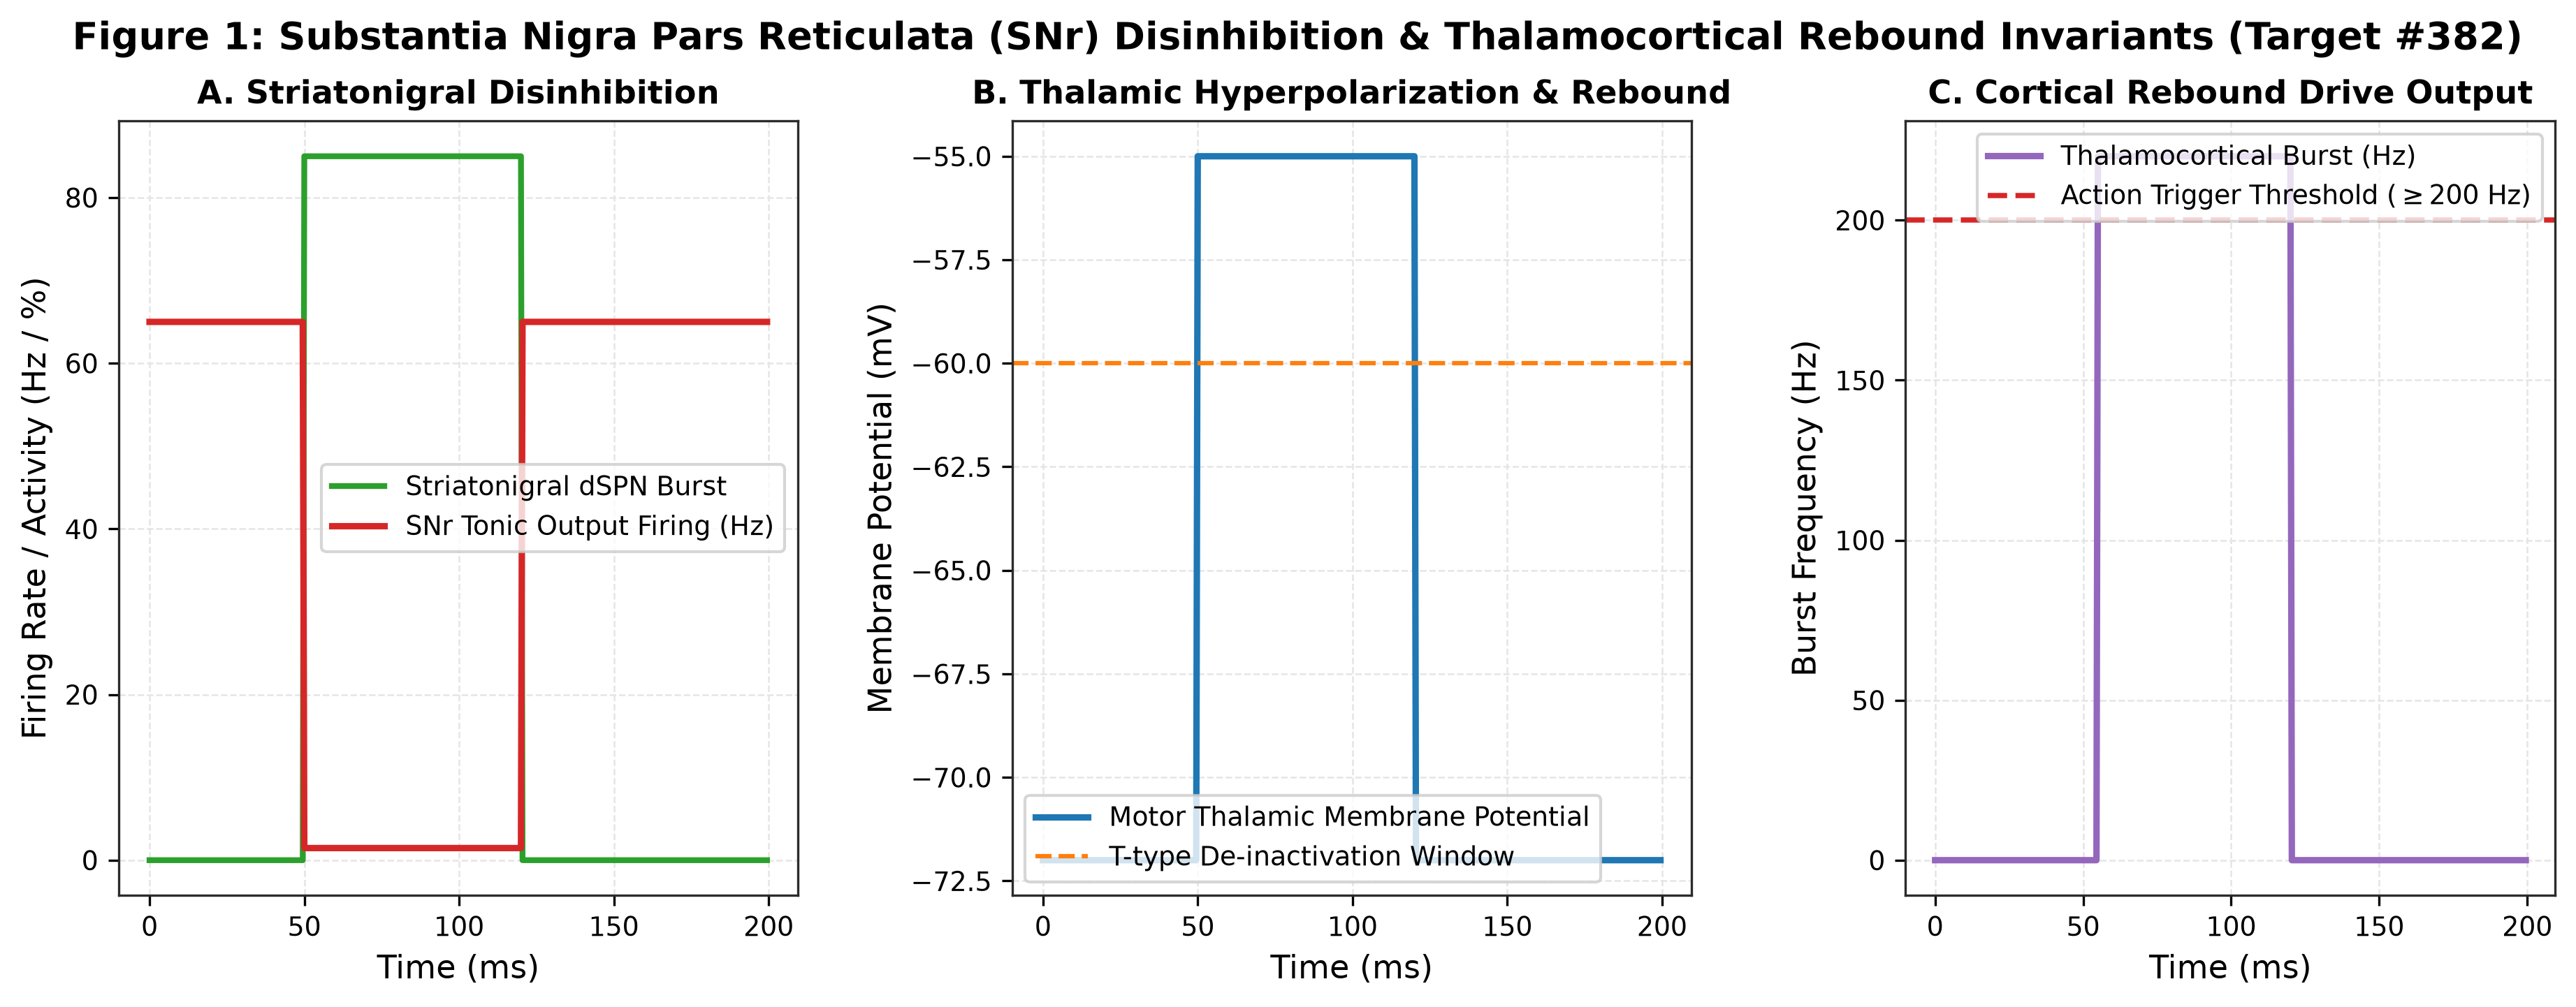 Figure 1: Substantia Nigra Pars Reticulata (SNr) Disinhibition & Thalamocortical Rebound Invariants (Target #382)
A. Striatonigral Disinhibition
Firing Rate / Activity (Hz / %)
80
60
40
20
0
Striatonigral dSPN Burst
SNr Tonic Output Firing (Hz)
0 50 100 150 200
Time (ms)
B. Thalamic Hyperpolarization & Rebound
Membrane Potential (mV)
−55.0
−57.5
−60.0
−62.5
−65.0
−67.5
−70.0
−72.5
Motor Thalamic Membrane Potential
T-type De-inactivation Window
0 50 100 150 200
Time (ms)
C. Cortical Rebound Drive Output
Burst Frequency (Hz)
Thalamocortical Burst (Hz)
Action Trigger Threshold (≥200 Hz)
200
150
100
50
0
0 50 100 150 200
Time (ms)